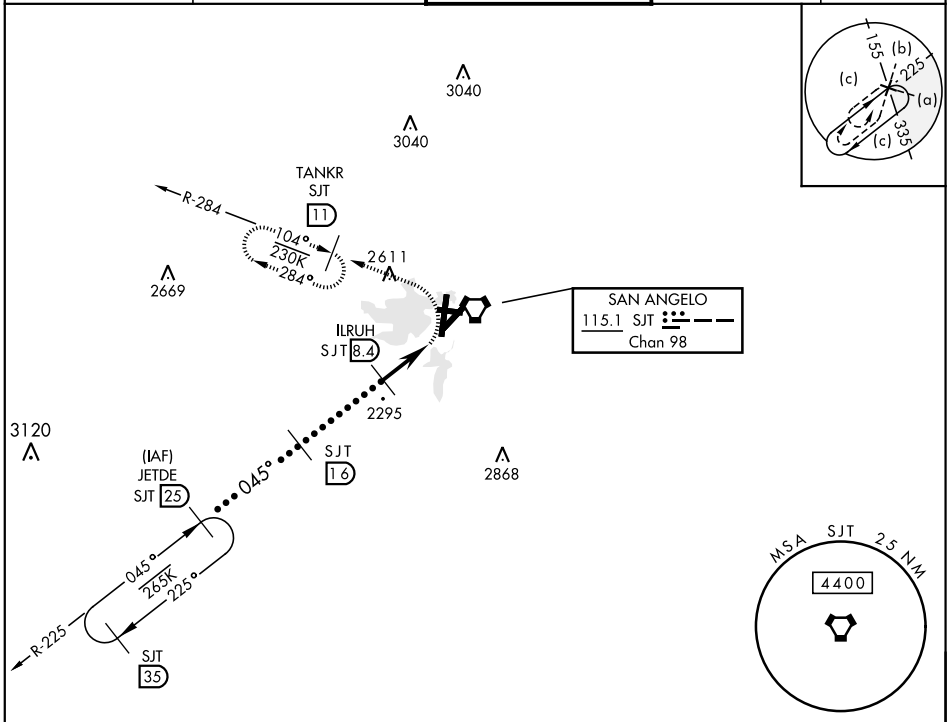 155
(b)
(c)
225
(a)
(c)
335
3040
3040
TANKR
SJT
11
R-284
104°
230K
284°
2611
2669
SAN ANGELO
115.1 SJT
Chan 98
ILRUH
SJT 8.4
2295
3120
(IAF)
JETDE
SJT 25
045°
SJT
16
2868
045°
265K
225°
R-225
SJT
35
MSA SJT 25 NM
4400